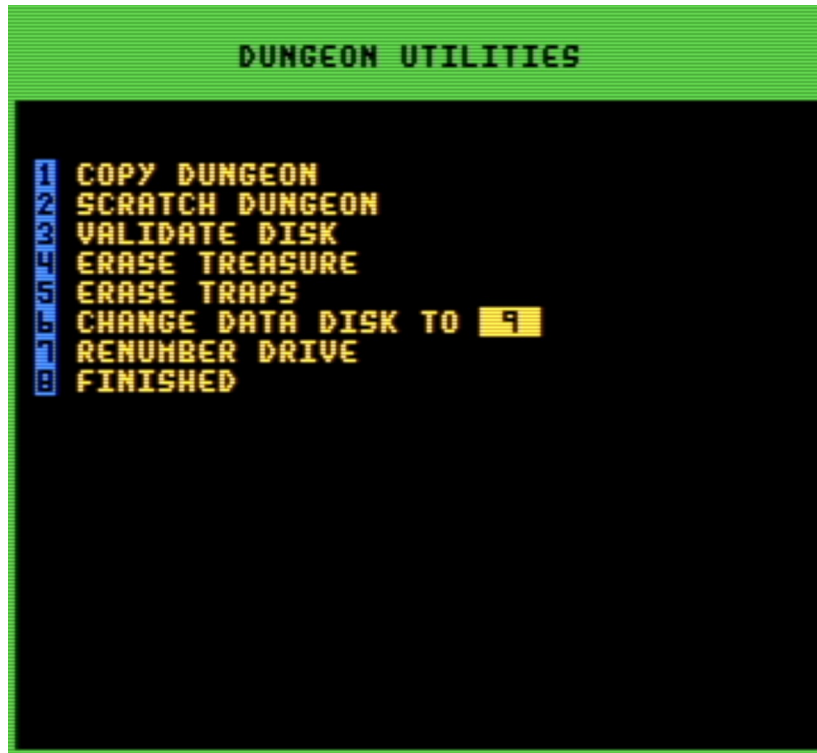 DUNGEON UTILITIES
1 COPY DUNGEON
2 SCRATCH DUNGEON
3 VALIDATE DISK
4 ERASE TREASURE
5 ERASE TRAPS
6 CHANGE DATA DISK TO 9
7 RENUMBER DRIVE
8 FINISHED